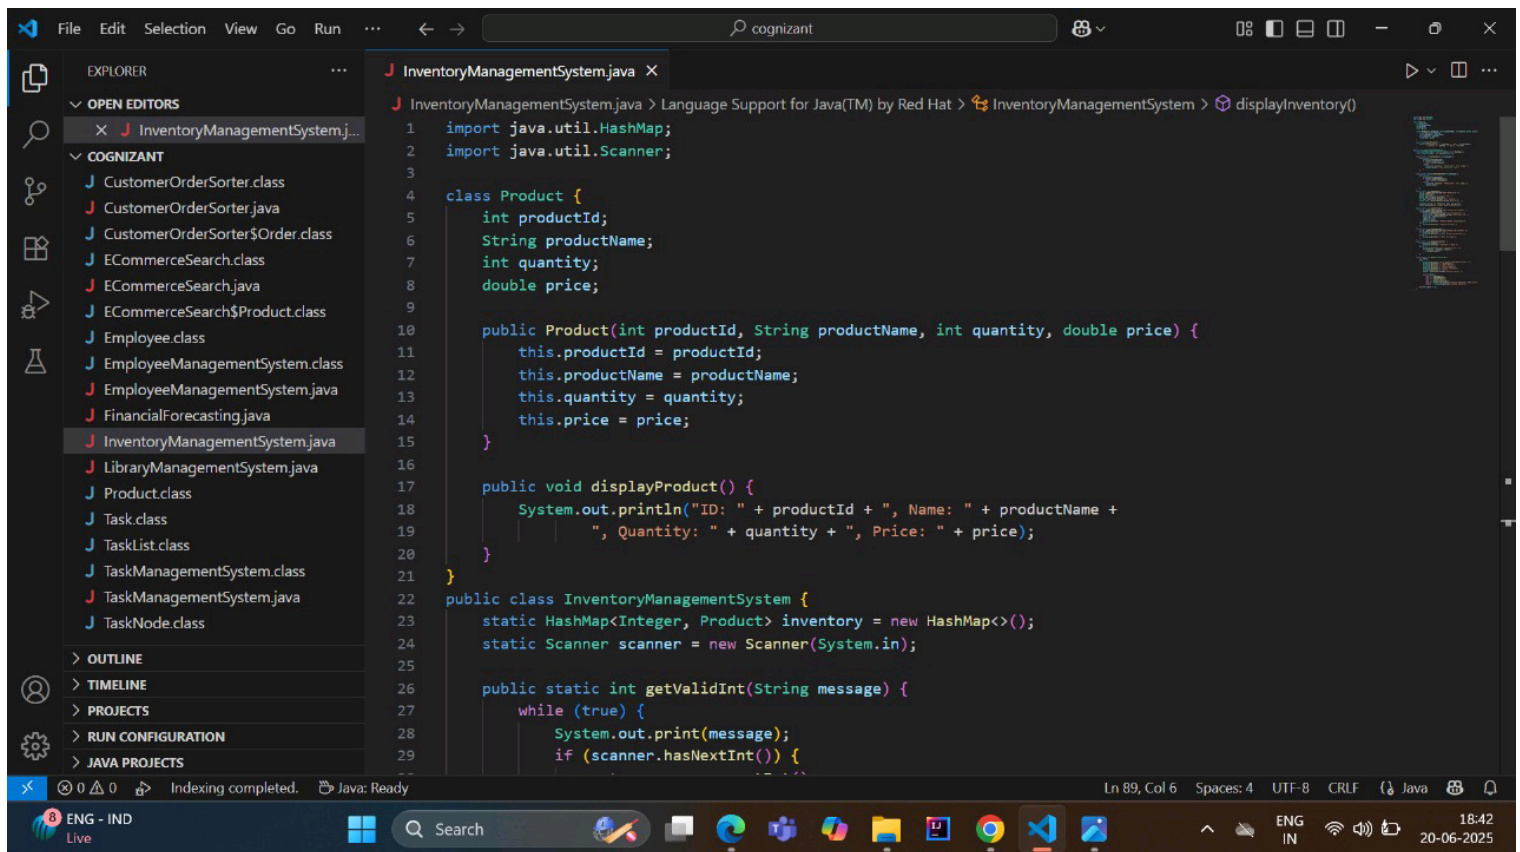 File Edit Selection View Go Run ··· cognizant
EXPLORER ···
OPEN EDITORS
InventoryManagementSystem.j...
COGNIZANT
CustomerOrderSorter.class
CustomerOrderSorter.java
CustomerOrderSorter$Order.class
ECommerceSearch.class
ECommerceSearch.java
ECommerceSearch$Product.class
Employee.class
EmployeeManagementSystem.class
EmployeeManagementSystem.java
FinancialForecasting.java
InventoryManagementSystem.java
LibraryManagementSystem.java
Product.class
Task.class
TaskList.class
TaskManagementSystem.class
TaskManagementSystem.java
TaskNode.class
OUTLINE
TIMELINE
PROJECTS
RUN CONFIGURATION
JAVA PROJECTS
J InventoryManagementSystem.java
J InventoryManagementSystem.java > Language Support for Java(TM) by Red Hat > InventoryManagementSystem > displayInventory()
1 import java.util.HashMap;
2 import java.util.Scanner;
3
4 class Product {
5 int productId;
6 String productName;
7 int quantity;
8 double price;
9
10 public Product(int productId, String productName, int quantity, double price) {
11 this.productId = productId;
12 this.productName = productName;
13 this.quantity = quantity;
14 this.price = price;
15 }
16
17 public void displayProduct() {
18 System.out.println("ID: " + productId + ", Name: " + productName +
19 ", Quantity: " + quantity + ", Price: " + price);
20 }
21 }
22 public class InventoryManagementSystem {
23 static HashMap<Integer, Product> inventory = new HashMap<>();
24 static Scanner scanner = new Scanner(System.in);
25
26 public static int getValidInt(String message) {
27 while (true) {
28 System.out.print(message);
29 if (scanner.hasNextInt()) {
0 0 Indexing completed. Java: Ready Ln 89, Col 6 Spaces: 4 UTF-8 CRLF Java
8 ENG - IND
Live
Search
ENG
IN
18:42
20-06-2025